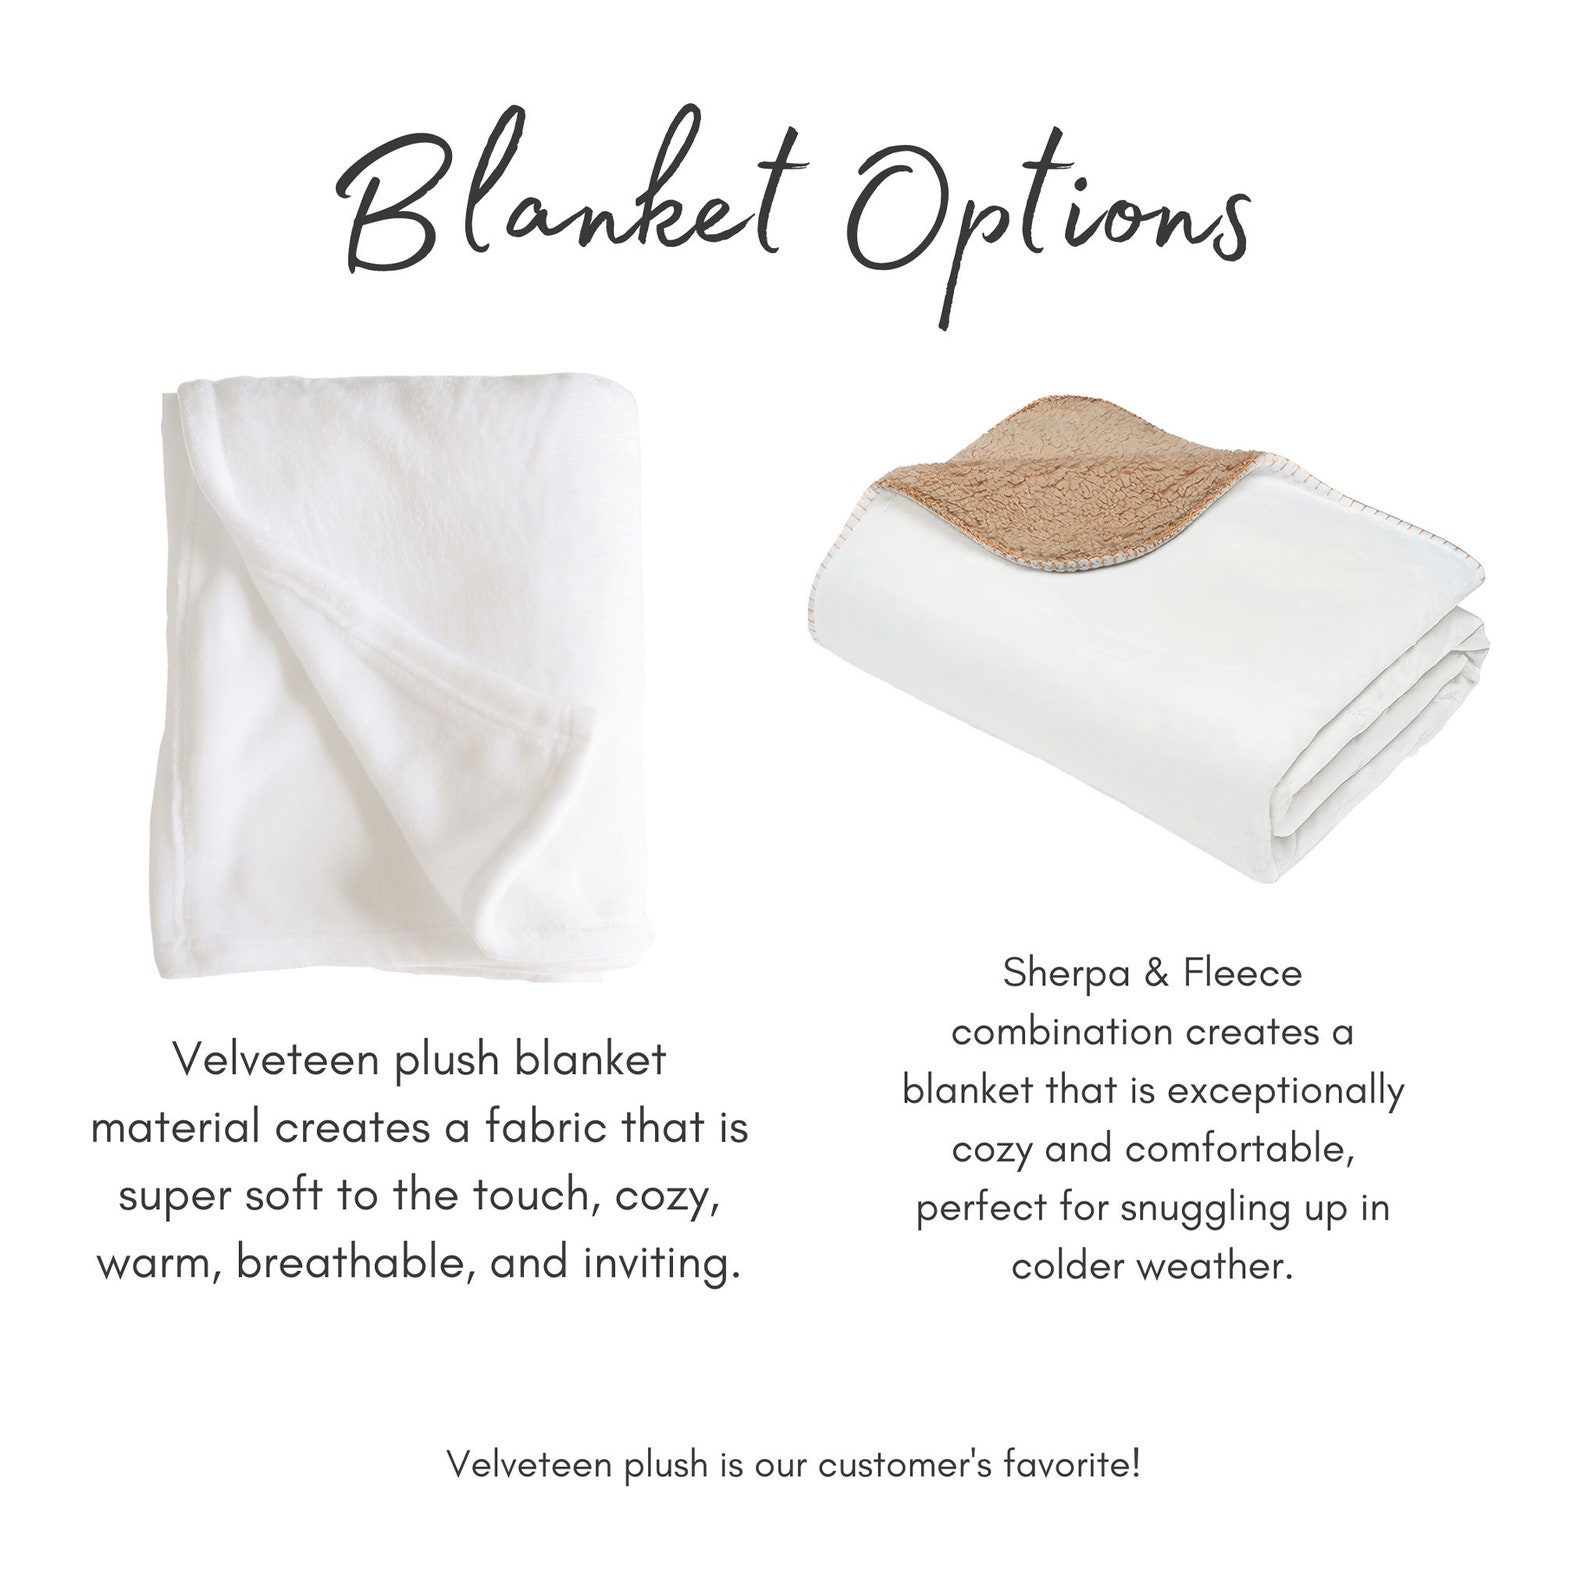 Blanket Options
Velveteen plush blanket
material creates a fabric that is
super soft to the touch, cozy,
warm, breathable, and inviting.
Sherpa & Fleece
combination creates a
blanket that is exceptionally
cozy and comfortable,
perfect for snuggling up in
colder weather.
Velveteen plush is our customer's favorite!